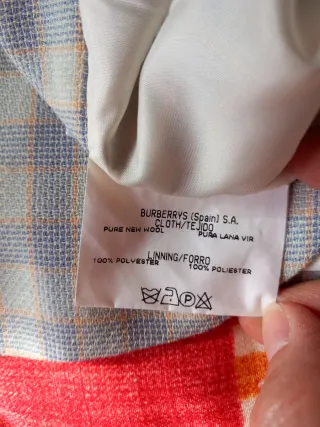 BURBERRYS (Spain) S.A.
CLOTH/TEJIDO
PURE NEW WOOL PURA LANA VIR
LINNING/FORRO
100% POLYESTER 100% POLIESTER
P